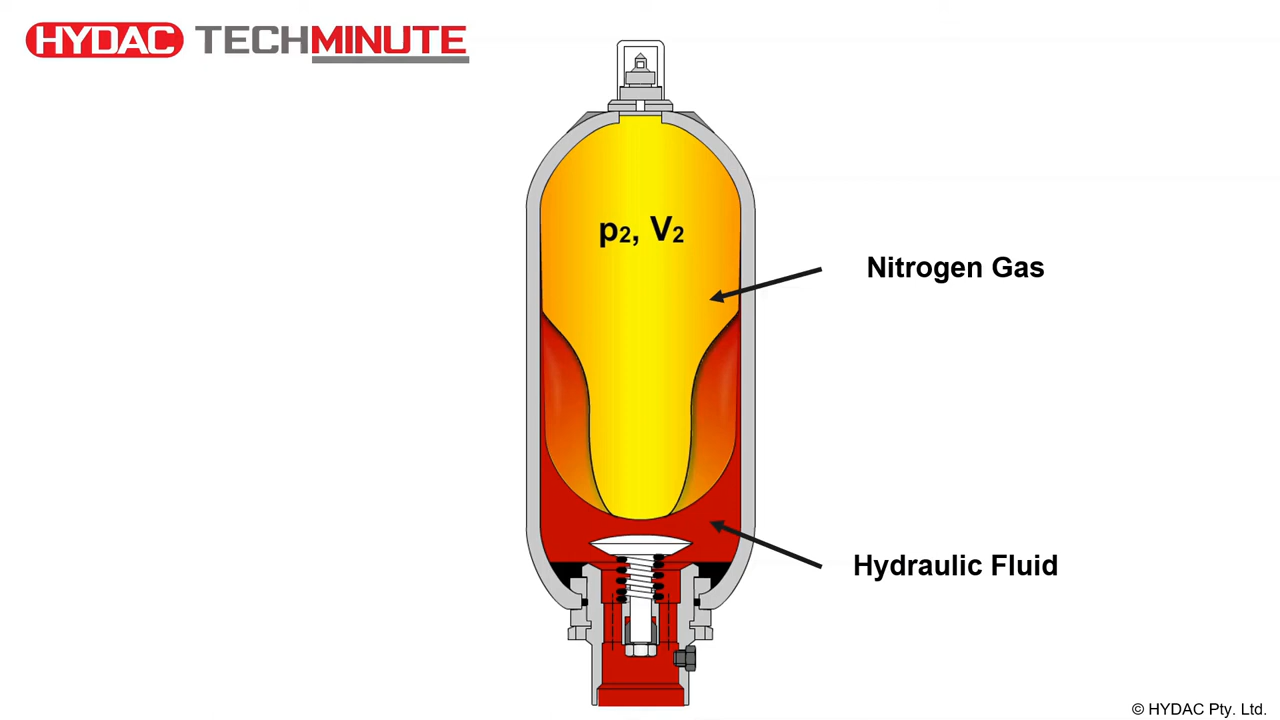 HYDAC TECHMINUTE
p₂, V₂
Nitrogen Gas
Hydraulic Fluid
© HYDAC Pty. Ltd.